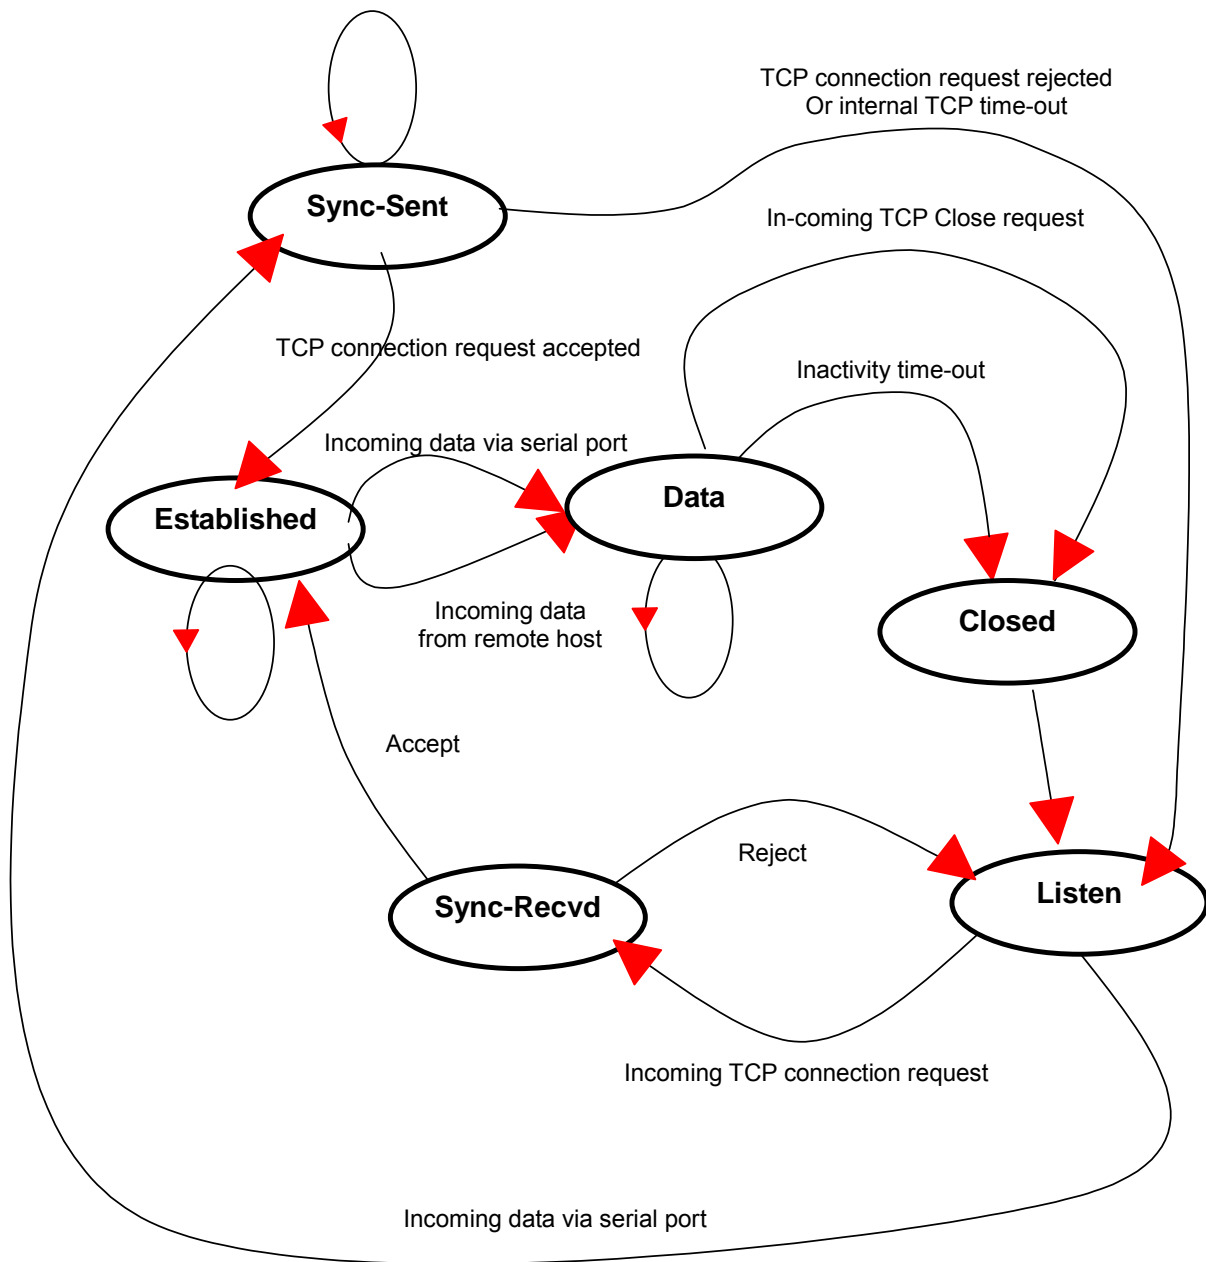 TCP connection request rejected
Or internal TCP time-out
Sync-Sent
In-coming TCP Close request
TCP connection request accepted
Inactivity time-out
Incoming data via serial port
Data
Established
Incoming data
from remote host
Closed
Accept
Reject
Listen
Sync-Recvd
Incoming TCP connection request
Incoming data via serial port